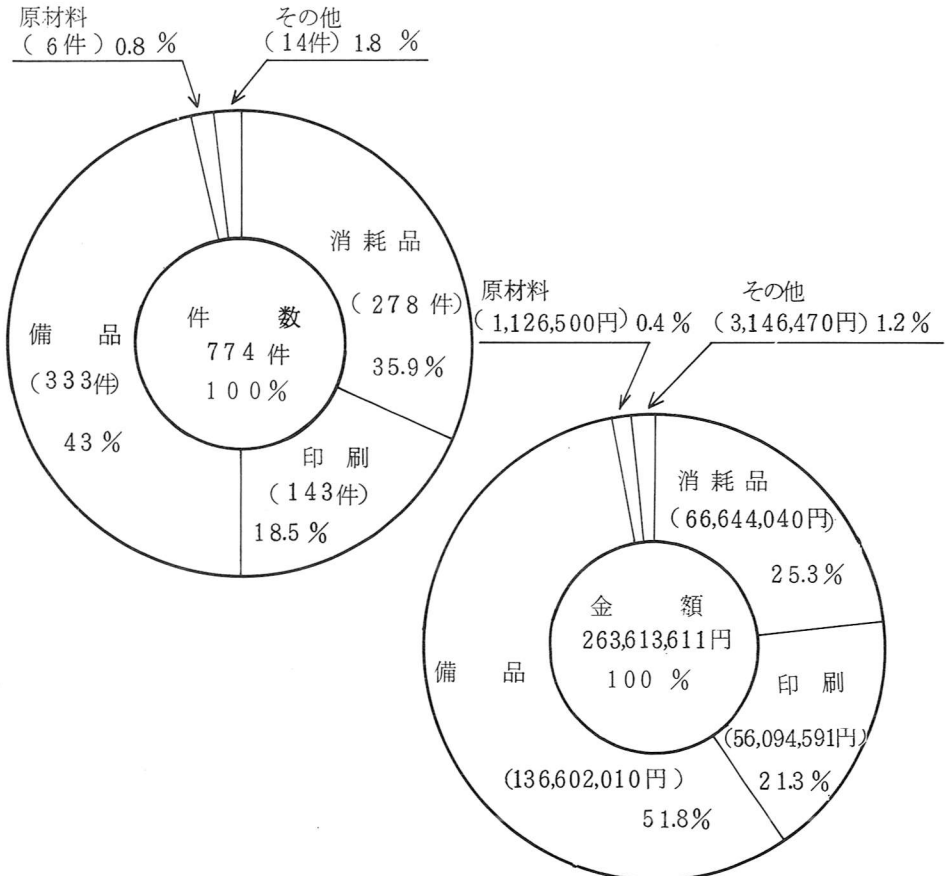 原材料
(6件) 0.8 %
その他
(14件) 1.8 %
消耗品
(278件)
35.9%
件 数
774件
100%
備 品
(333件)
43%
印 刷
(143件)
18.5%
原材料
(1,126,500円) 0.4%
その他
(3,146,470円) 1.2%
消耗品
(66,644,040円)
25.3%
金 額
263,613,611円
100 %
備 品
(136,602,010円)
51.8%
印 刷
(56,094,591円)
21.3%